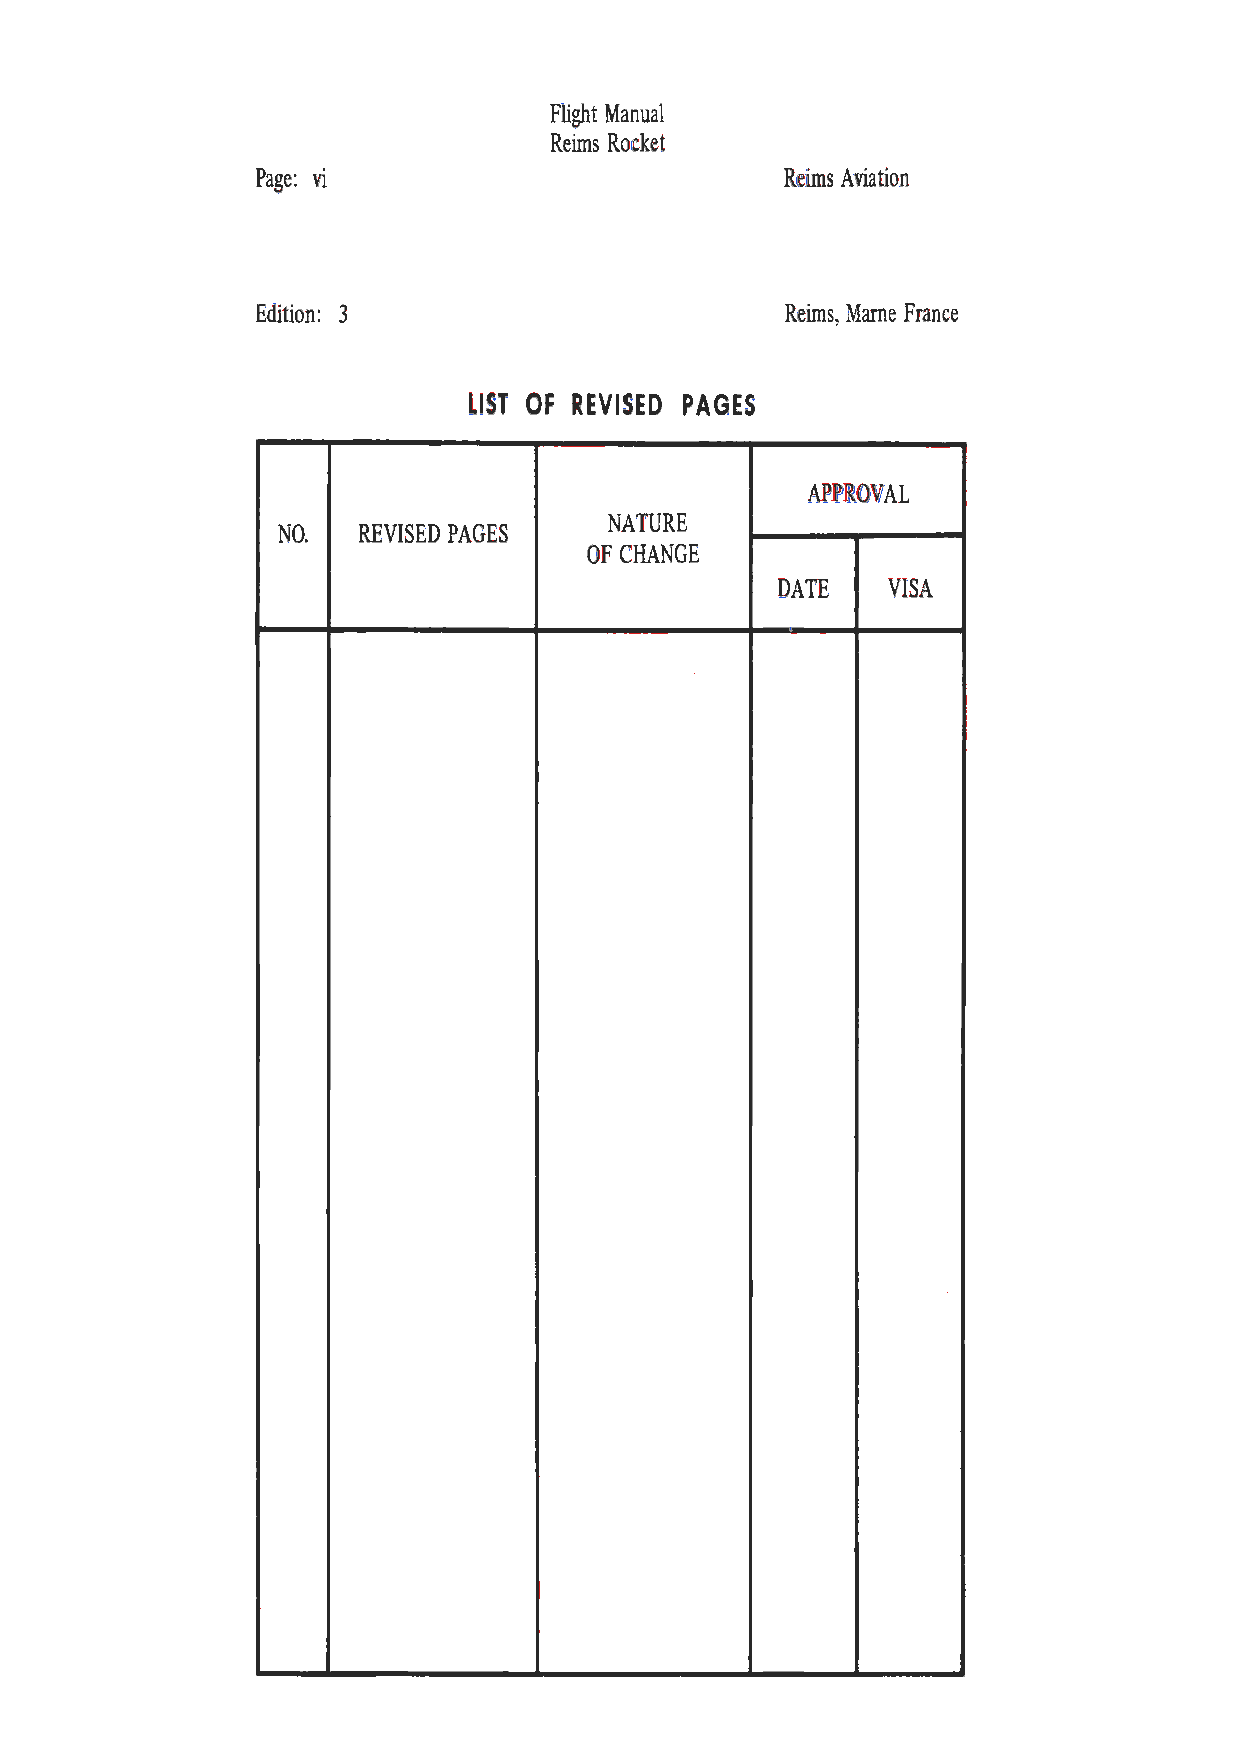 Flight Manual
Reims Rocket
Page: vi Reims Aviation
Edition: 3 Reims, Marne France
LIST OF REVISED PAGES
NO. REVISED PAGES NATURE OF CHANGE APPROVAL
DATE VISA